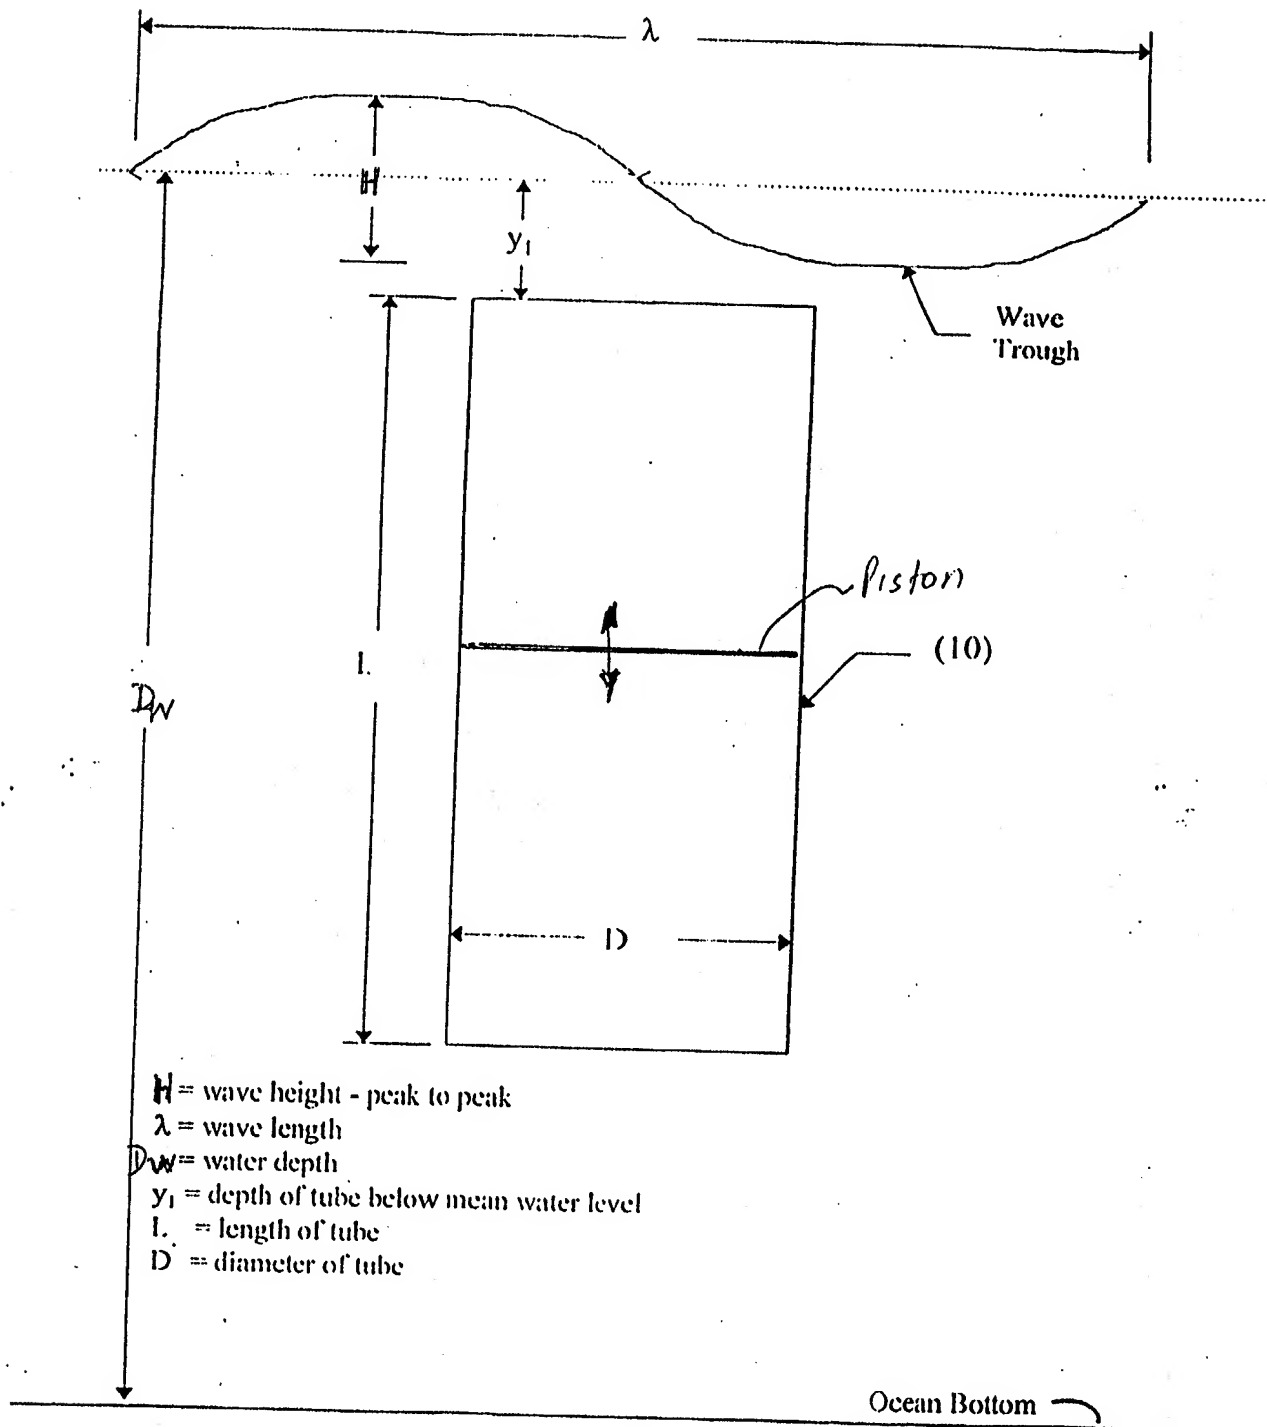 λ
H
y₁
Wave
Trough
Piston
(10)
L
Dw
D
H = wave height - peak to peak
λ = wave length
Dw = water depth
y₁ = depth of tube below mean water level
L = length of tube
D = diameter of tube
Ocean Bottom